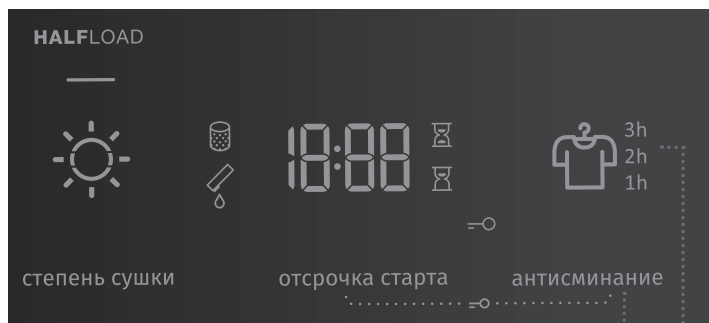 HALFLOAD
18:88
3h
2h
1h
степень сушки
отсрочка старта
антисминание